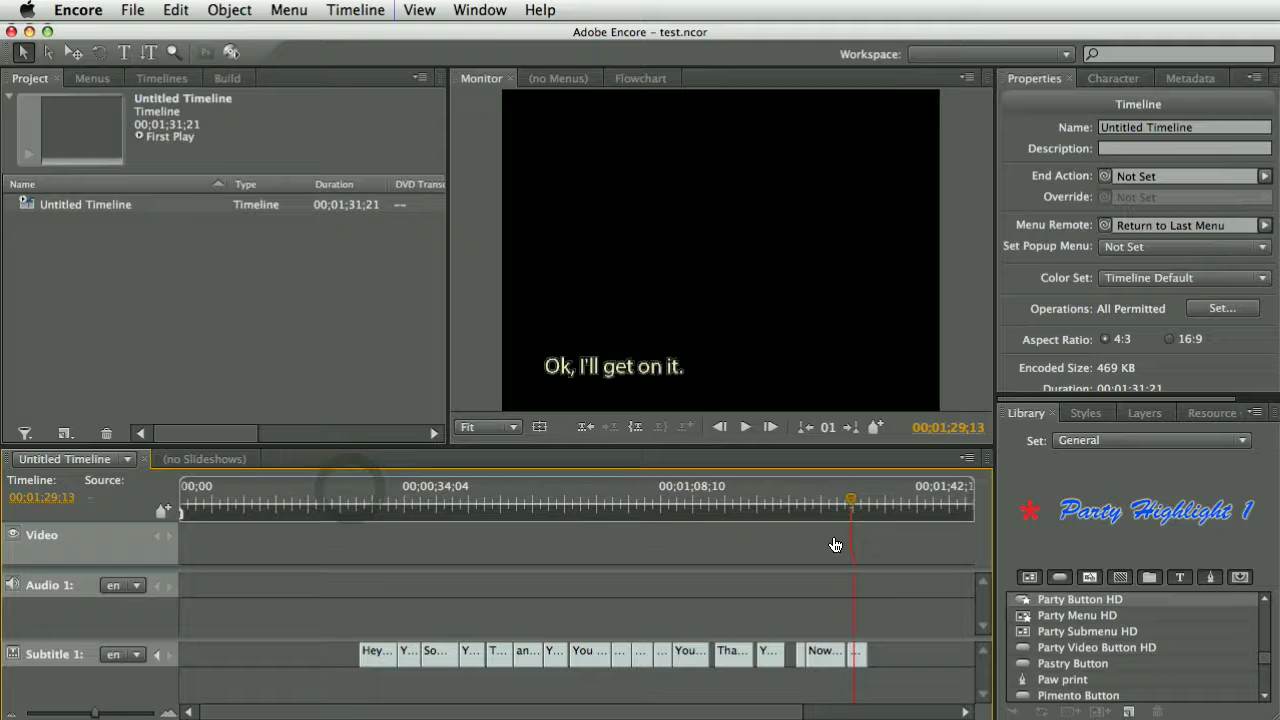 Encore File Edit Object Menu Timeline View Window Help
Adobe Encore - test.ncor
Workspace:
Project Menus Timelines Build
Monitor (no Menus) Flowchart
Properties Character Metadata
Untitled Timeline
Timeline
00;01;31;21
First Play
Name Type Duration DVD Transc
Untitled Timeline Timeline 00;01;31;21 --
Ok, I'll get on it.
Fit 01 00;01;29;13
Timeline
Name: Untitled Timeline
Description:
End Action: Not Set
Override: Not Set
Menu Remote: Return to Last Menu
Set Popup Menu: Not Set
Color Set: Timeline Default
Operations: All Permitted Set...
Aspect Ratio: 4:3 16:9
Encoded Size: 469 KB
Duration: 00;01;31;21
Library Styles Layers Resource
Set: General
Party Highlight 1
Party Button HD
Party Menu HD
Party Submenu HD
Party Video Button HD
Pastry Button
Paw print
Pimento Button
Untitled Timeline (no Slideshows)
Timeline: Source:
00;01;29;13 --
00;00 00;00;34;04 00;01;08;10 00;01;42;1
Video
Audio 1: en
Subtitle 1: en
Hey... Y... So... Y... T... an... Y... You ... ... ... ... You... Tha... Y... Now... ...